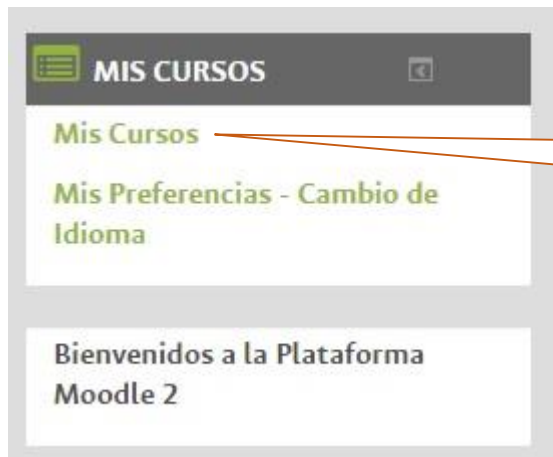 MIS CURSOS
Mis Cursos
Mis Preferencias - Cambio de
Idioma
Bienvenidos a la Plataforma
Moodle 2